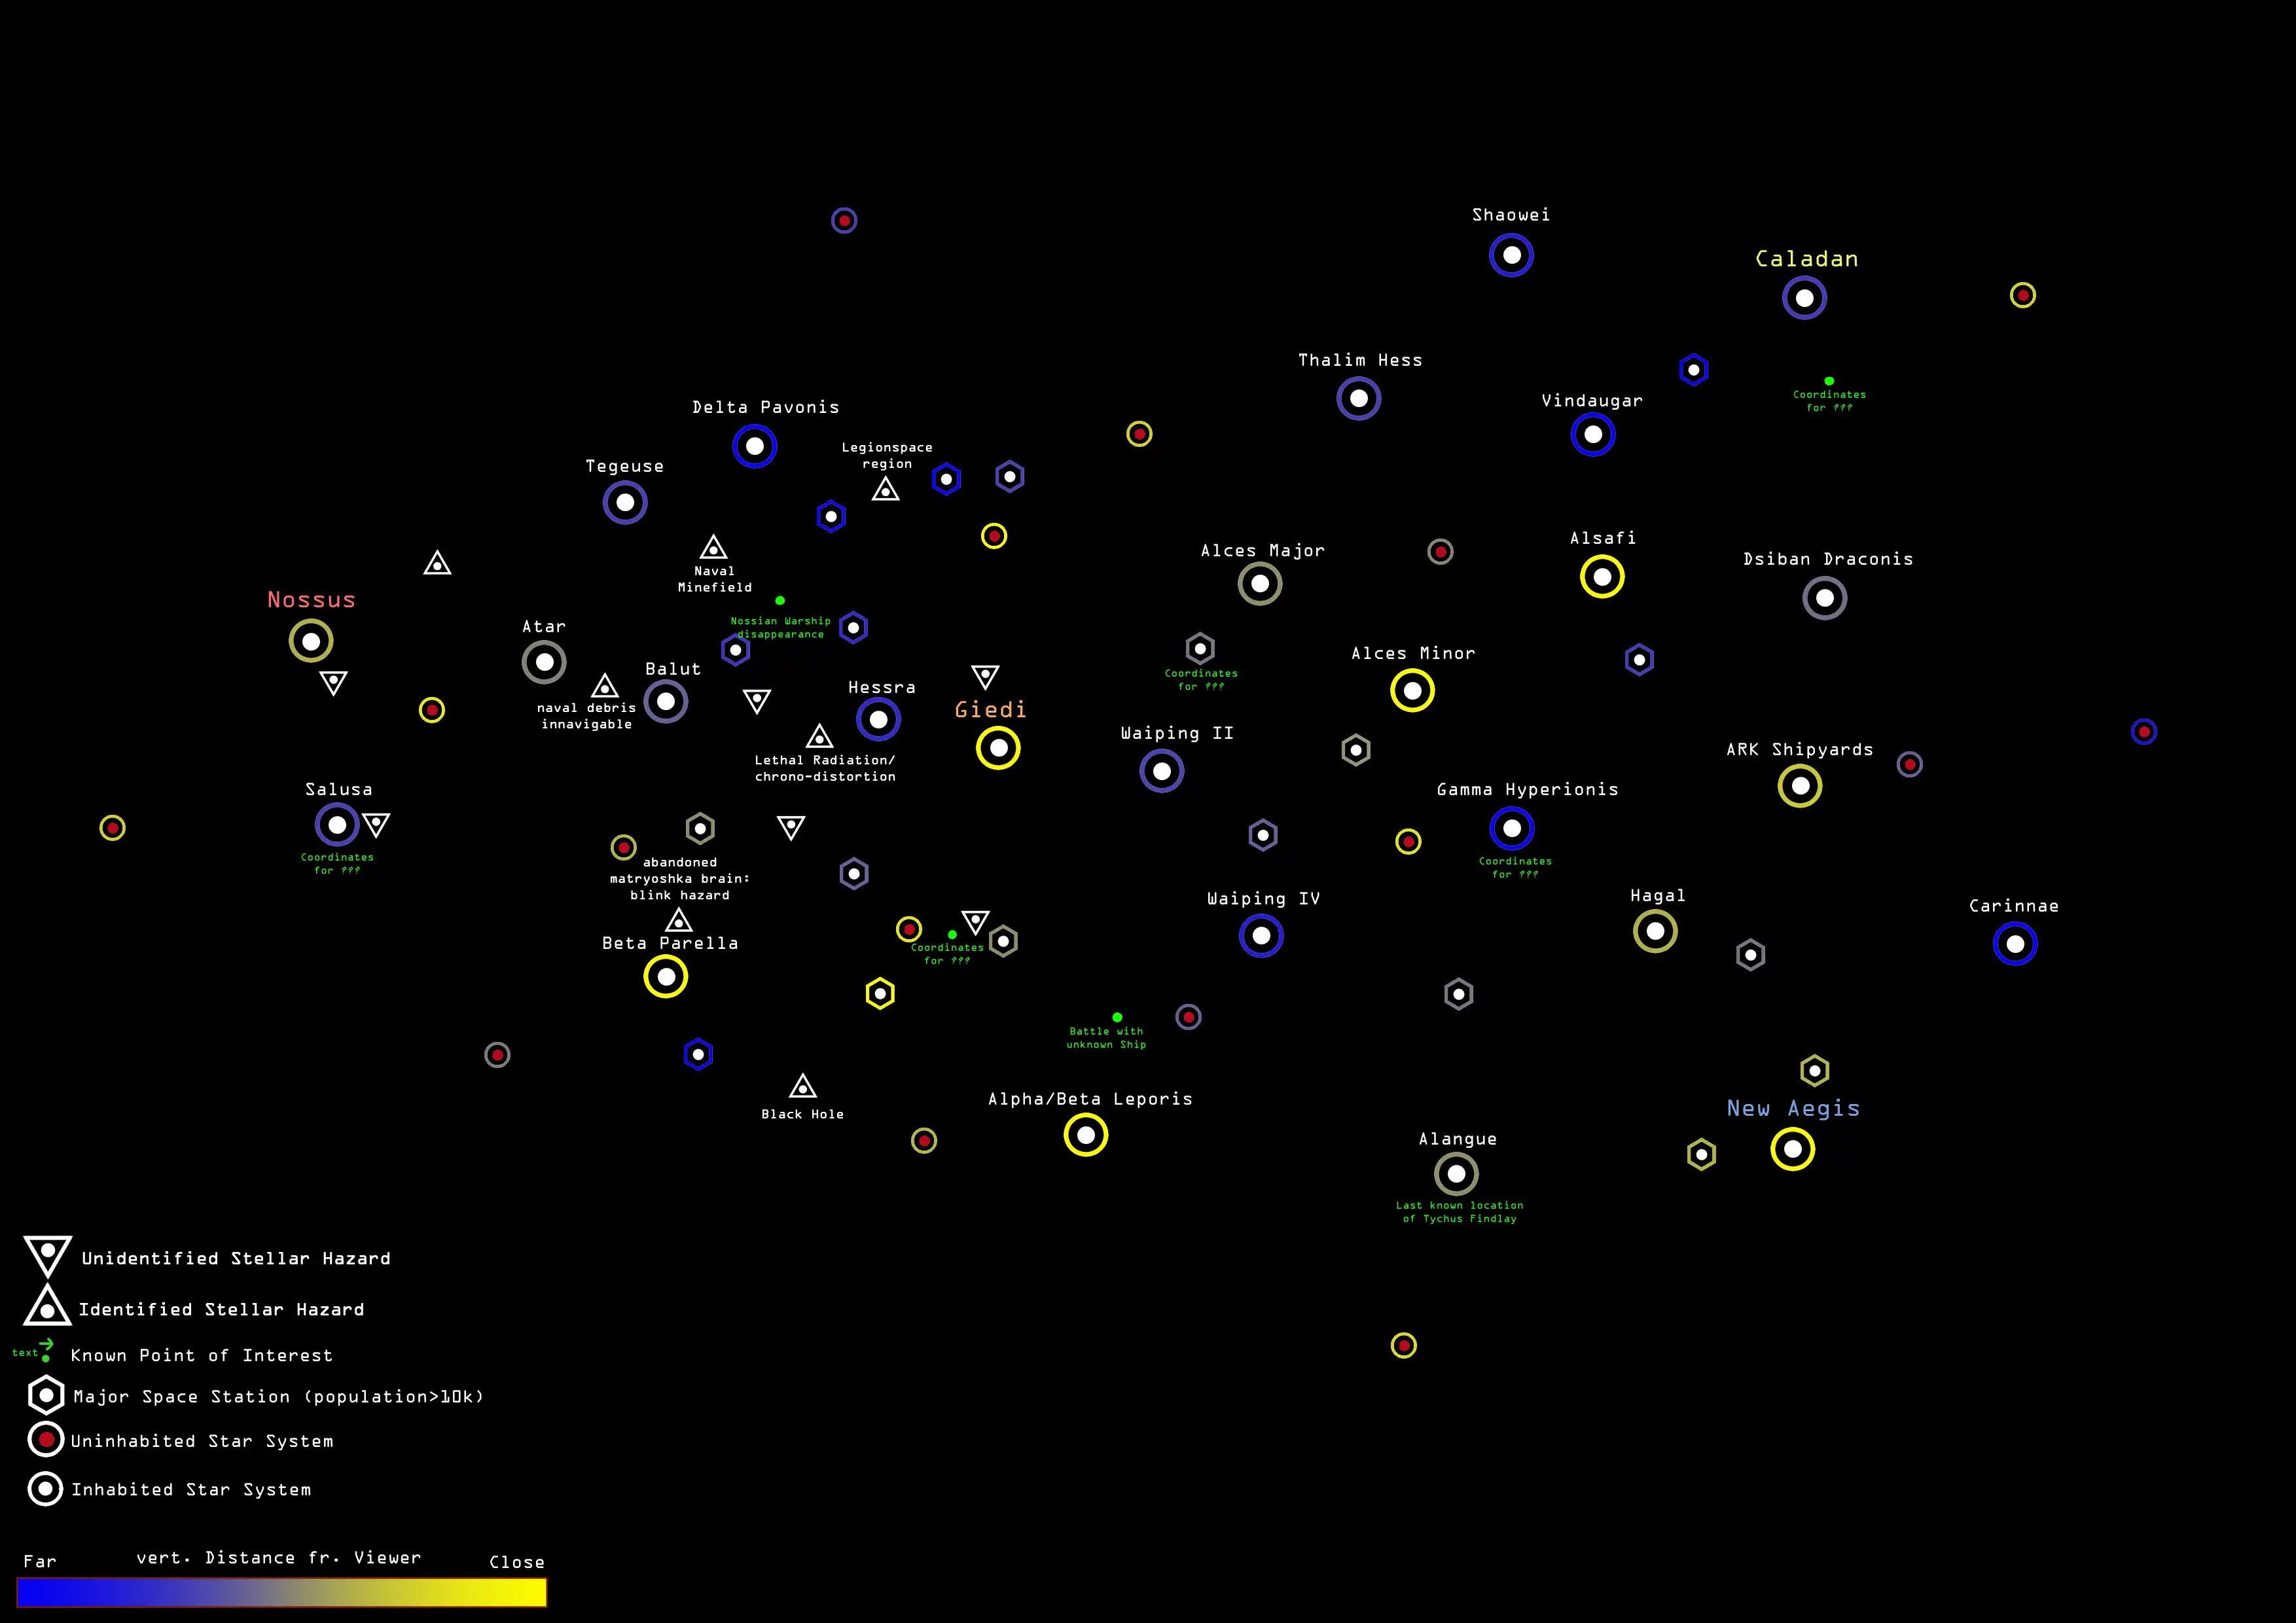 Shaowei
Caladan
Thalim Hess
Vindaugar
Coordinates
for ???
Delta Pavonis
Legionspace
region
Tegeuse
Alsafi
Alces Major
Dsiban Draconis
Naval
Minefield
Nossus
Nossian Warship
disappearance
Atar
Alces Minor
Balut
Coordinates
for ???
Hessra
Giedi
naval debris
innavigable
Waiping II
ARK Shipyards
Lethal Radiation/
chrono-distortion
Salusa
Gamma Hyperionis
Coordinates
for ???
Coordinates
for ???
abandoned
matryoshka brain:
blink hazard
Hagal
Waiping IV
Carinnae
Beta Parella
Coordinates
for ???
Battle with
unknown Ship
Alpha/Beta Leporis
New Aegis
Black Hole
Alangue
Last known location
of Tychus Findlay
Unidentified Stellar Hazard
Identified Stellar Hazard
text
Known Point of Interest
Major Space Station (population>10k)
Uninhabited Star System
Inhabited Star System
Far
vert. Distance fr. Viewer
Close